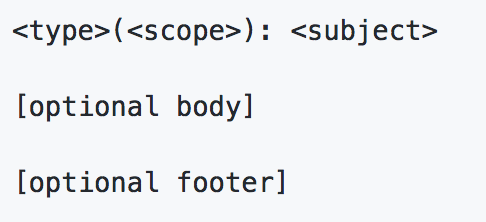 <type>(<scope>): <subject>
[optional body]
[optional footer]